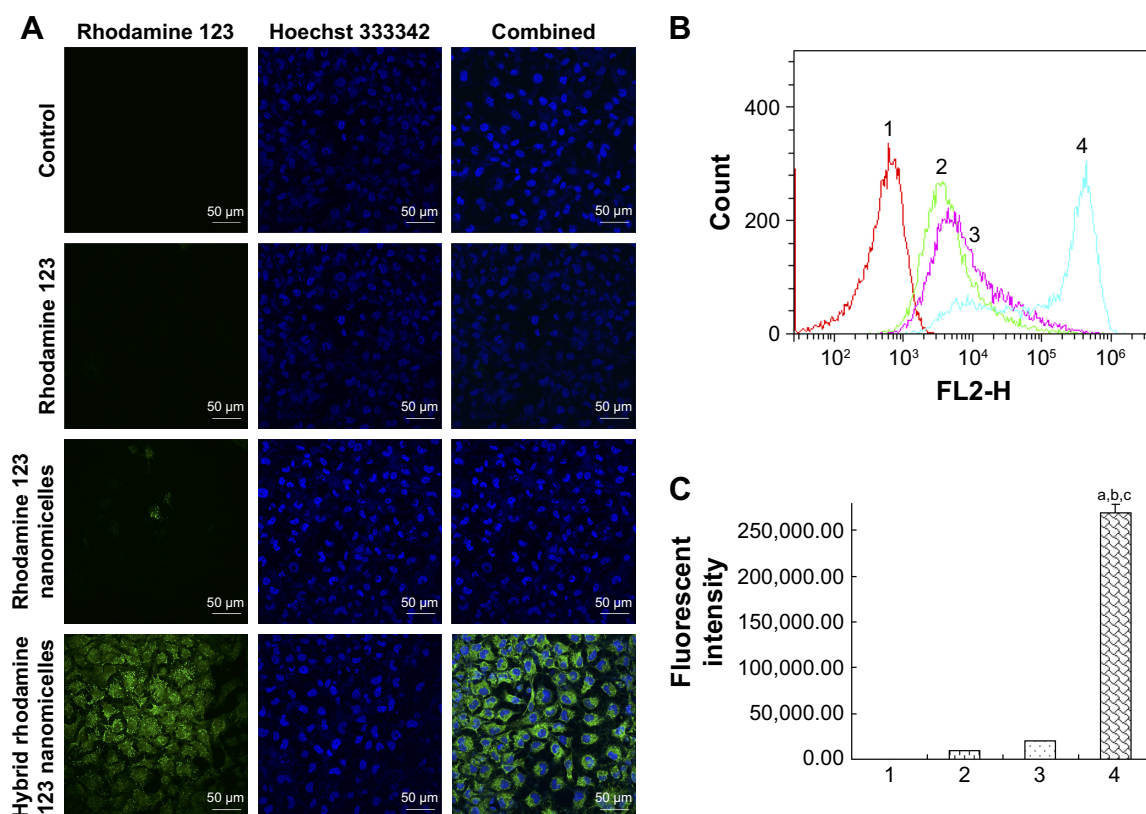 A
Rhodamine 123
Hoechst 333342
Combined
Control
50 µm
50 µm
50 µm
Rhodamine 123
50 µm
50 µm
50 µm
Rhodamine 123
nanomicelles
50 µm
50 µm
50 µm
Hybrid rhodamine
123 nanomicelles
50 µm
50 µm
50 µm
B
Count
400
200
0
1
2
3
4
10²
10³
10⁴
10⁵
10⁶
FL2-H
C
Fluorescent
intensity
250,000.00
200,000.00
150,000.00
100,000.00
50,000.00
0.00
a,b,c
1
2
3
4